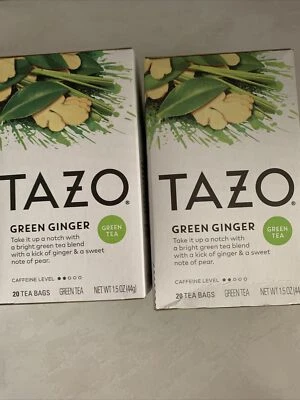 TAZO®
GREEN GINGER
Take it up a notch with
a bright green tea blend
with a kick of ginger & a sweet
note of pear.
GREEN
TEA
CAFFEINE LEVEL
20 TEA BAGS GREEN TEA NET WT 1.5 OZ (44g)
TAZO
GREEN GINGER
Take it up a notch with
a bright green tea blend
with a kick of ginger & a sweet
note of pear.
GREEN
TEA
CAFFEINE LEVEL
20 TEA BAGS GREEN TEA NET WT 1.5 OZ (44